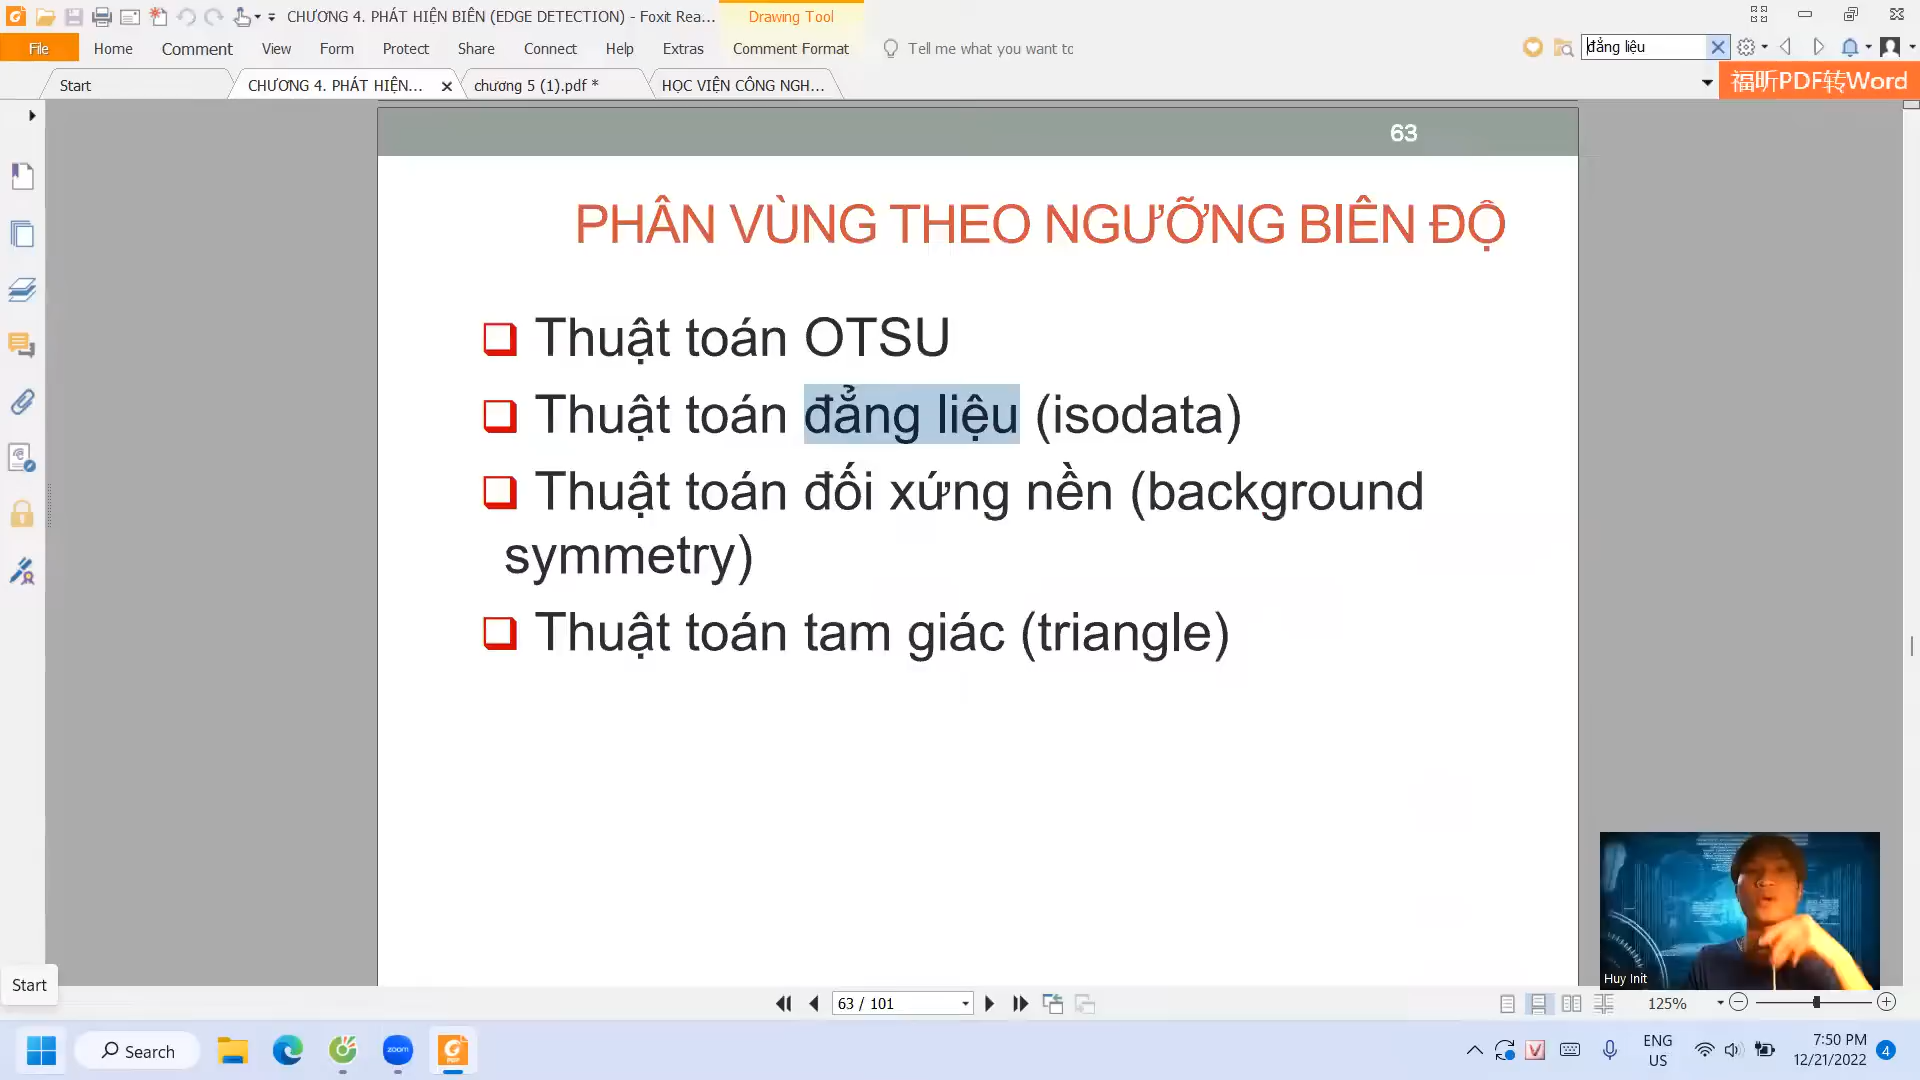 CHƯƠNG 4. PHÁT HIỆN BIÊN (EDGE DETECTION) - Foxit Rea...
Drawing Tool
File Home Comment View Form Protect Share Connect Help Extras Comment Format Tell me what you want to
đẳng liệu
Start
CHƯƠNG 4. PHÁT HIỆN...
chương 5 (1).pdf *
HỌC VIỆN CÔNG NGH...
福昕PDF转Word
63
PHÂN VÙNG THEO NGƯỠNG BIÊN ĐỘ
Thuật toán OTSU
Thuật toán đẳng liệu (isodata)
Thuật toán đối xứng nền (background
symmetry)
Thuật toán tam giác (triangle)
Huy Init
Start
63 / 101
125%
Search
zoom
PDF
ENG
US
7:50 PM
12/21/2022
4